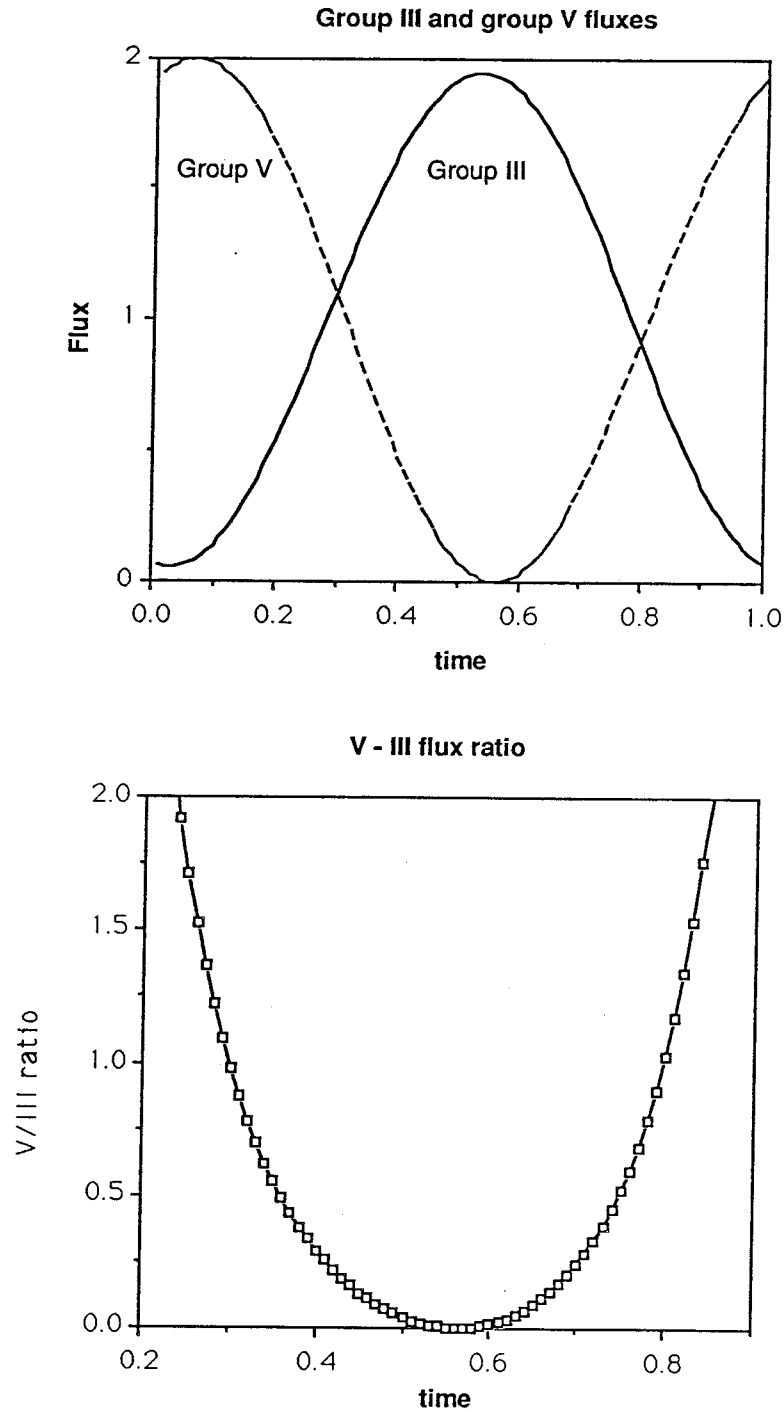 Group III and group V fluxes
2
Group V
Group III
1
Flux
0
0.0 0.2 0.4 0.6 0.8 1.0
time
V - III flux ratio
2.0
1.5
1.0
V/III ratio
0.5
0.0
0.2 0.4 0.6 0.8
time